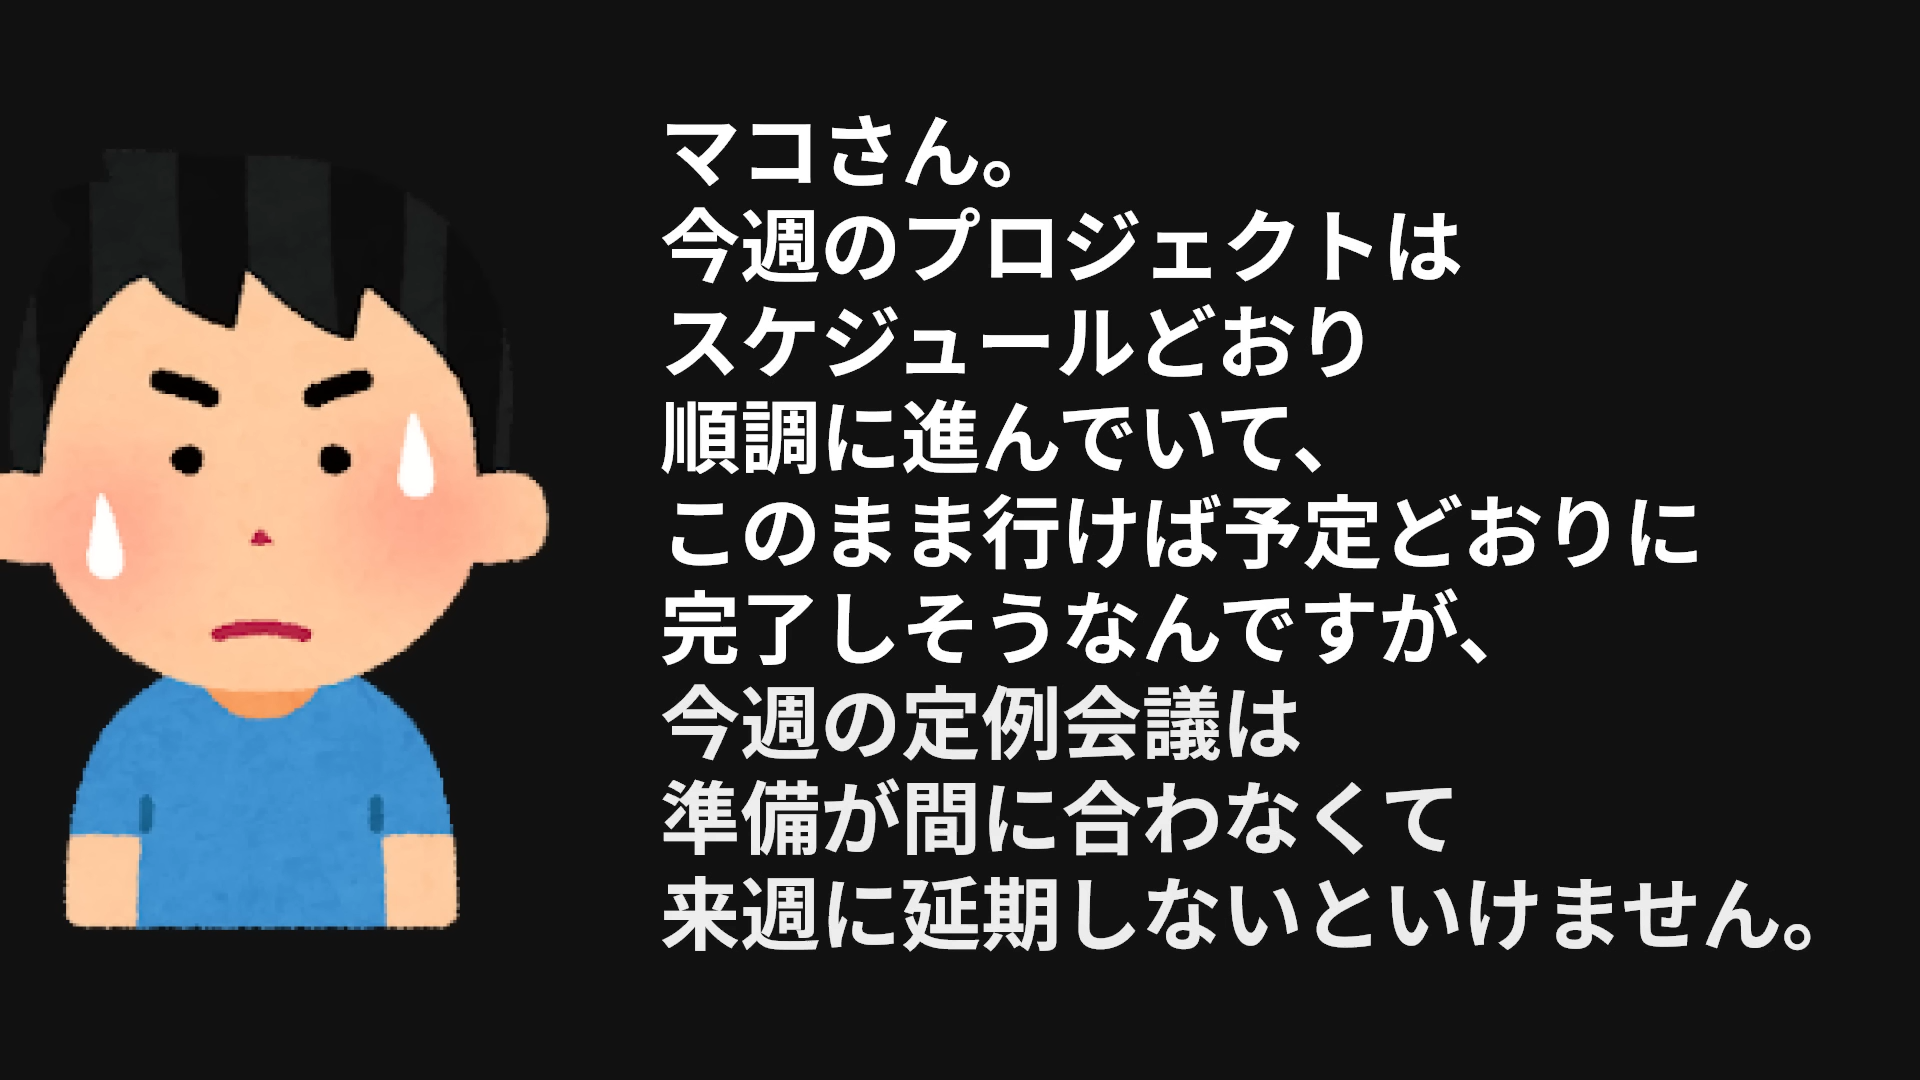 マコさん。
今週のプロジェクトは
スケジュールどおり
順調に進んでいて、
このまま行けば予定どおりに
完了しそうなんですが、
今週の定例会議は
準備が間に合わなくて
来週に延期しないといけません。